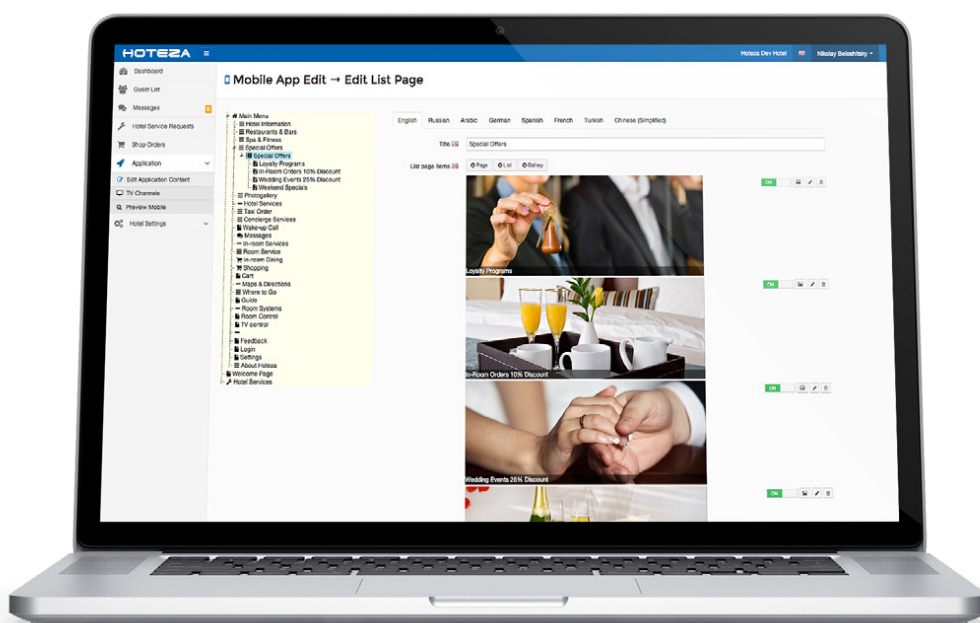 HOTEZA
Hoteza Dev Hotel
Nikolay Beloshitsky
Dashboard
Guest List
Messages
Hotel Service Requests
Shop Orders
Application
Edit Application Content
TV Channels
Preview Mobile
Hotel Settings
Mobile App Edit → Edit List Page
Main Menu
Hotel Information
Restaurants & Bars
Spa & Fitness
Special Offers
Special Offers
Loyalty Programs
In-Room Orders 10% Discount
Wedding Events 25% Discount
Weekend Specials
Photogallery
Hotel Services
Taxi Order
Concierge Services
Wake-up Call
Messages
In-room Services
Room Service
In-room Dining
Shopping
Cart
Maps & Directions
Where to Go
Guide
Room Systems
Room Control
TV control
Feedback
Login
Settings
About Hoteza
Welcome Page
Hotel Services
English Russian Arabic German Spanish French Turkish Chinese (Simplified)
Title
Special Offers
List page items
Page List Gallery
ON
Loyalty Programs
ON
In-Room Orders 10% Discount
ON
Wedding Events 25% Discount
ON